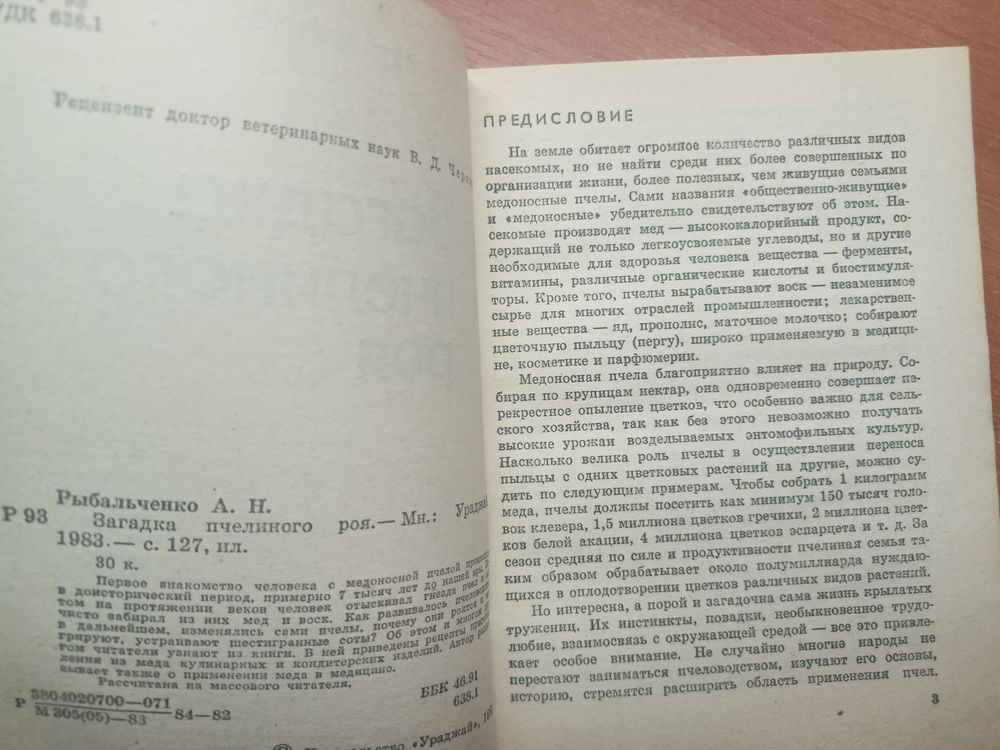 УДК 638.1
Рецензент доктор ветеринарных наук В. Д.
Рыбальченко А. Н.
Р 93
Загадка пчелиного роя.— Мн.: Ураджай
1983.— с. 127, ил.
30 к.
Первое знакомство человека с медоносной пчелой
в доисторический период, примерно 7 тысяч лет до нашей эры.
том на протяжении веков человек отыскивал гнезда пчел и
чисто забирал из них мед и воск. Как развивалось пчеловодство
в дальнейшем, изменялись сами пчелы, почему они роятся и
грируют, устраивают шестигранные соты? Об этом и многом
гом читатели узнают из книги. В ней приведены рецепты
ления из меда кулинарных и кондитерских изделий. Автор
вывает также о применении меда в медицине.
Рассчитана на массового читателя.
Р 3804020700—071
М 305(05)—83 84—82
ББК 46.91
638.1
«Ураджай»,
ПРЕДИСЛОВИЕ
На земле обитает огромное количество различных видов
насекомых, но не найти среди них более совершенных по
организации жизни, более полезных, чем живущие семьями
медоносные пчелы. Сами названия «общественно-живущие»
и «медоносные» убедительно свидетельствуют об этом. На-
секомые производят мед — высококалорийный продукт, со-
держащий не только легкоусвояемые углеводы, но и другие
необходимые для здоровья человека вещества — ферменты,
витамины, различные органические кислоты и биостимуля-
торы. Кроме того, пчелы вырабатывают воск — незаменимое
сырье для многих отраслей промышленности; лекарствен-
ные вещества — яд, прополис, маточное молочко; собирают
цветочную пыльцу (пергу), широко применяемую в медици-
не, косметике и парфюмерии.
Медоносная пчела благоприятно влияет на природу. Со-
бирая по крупицам нектар, она одновременно совершает пе-
рекрестное опыление цветков, что особенно важно для сель-
ского хозяйства, так как без этого невозможно получать
высокие урожаи возделываемых энтомофильных культур.
Насколько велика роль пчелы в осуществлении переноса
пыльцы с одних цветковых растений на другие, можно су-
дить по следующим примерам. Чтобы собрать 1 килограмм
меда, пчелы должны посетить как минимум 150 тысяч голо-
вок клевера, 1,5 миллиона цветков гречихи, 2 миллиона цвет-
ков белой акации, 4 миллиона цветков эспарцета и т. д. За
сезон средняя по силе и продуктивности пчелиная семья та-
ким образом обрабатывает около полумиллиарда нуждаю-
щихся в оплодотворении цветков различных видов растений.
Но интересна, а порой и загадочна сама жизнь крылатых
тружениц. Их инстинкты, повадки, необыкновенное трудо-
любие, взаимосвязь с окружающей средой — все это привле-
кает особое внимание. Не случайно многие народы не
перестают заниматься пчеловодством, изучают его основы,
историю, стремятся расширить область применения пчел.
3